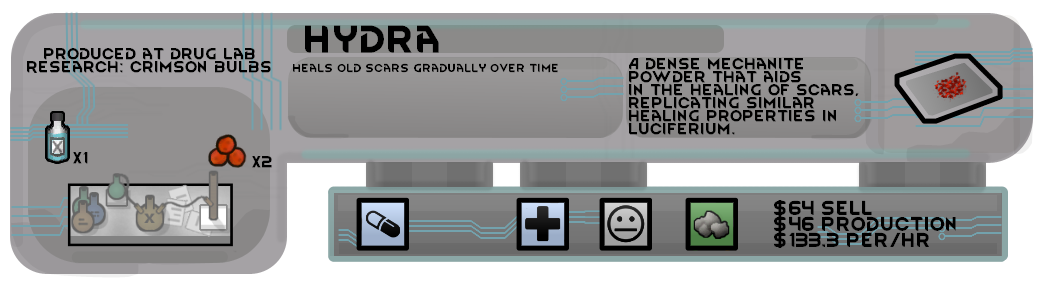 PRODUCED AT DRUG LAB
RESEARCH: CRIMSON BULBS
X1
X2
X
X
HYDRA
HEALS OLD SCARS GRADUALLY OVER TIME
A DENSE MECHANITE
POWDER THAT AIDS
IN THE HEALING OF SCARS,
REPLICATING SIMILAR
HEALING PROPERTIES IN
LUCIFERIUM.
$64 SELL
$46 PRODUCTION
$133.3 PER/HR